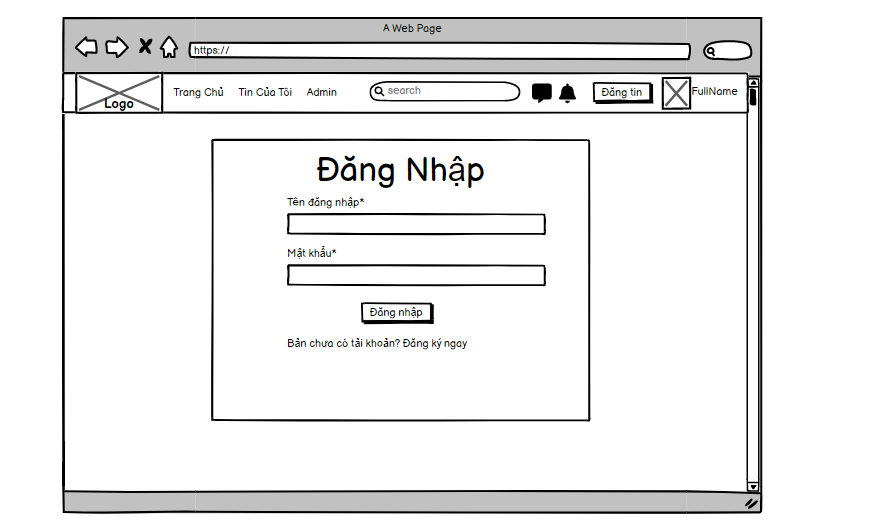 A Web Page
https://
Logo
Trang Chủ
Tin Của Tôi
Admin
search
Đăng tin
FullName
Đăng Nhập
Tên đăng nhập*
Mật khẩu*
Đăng nhập
Bản chưa có tải khoản? Đăng ký ngay